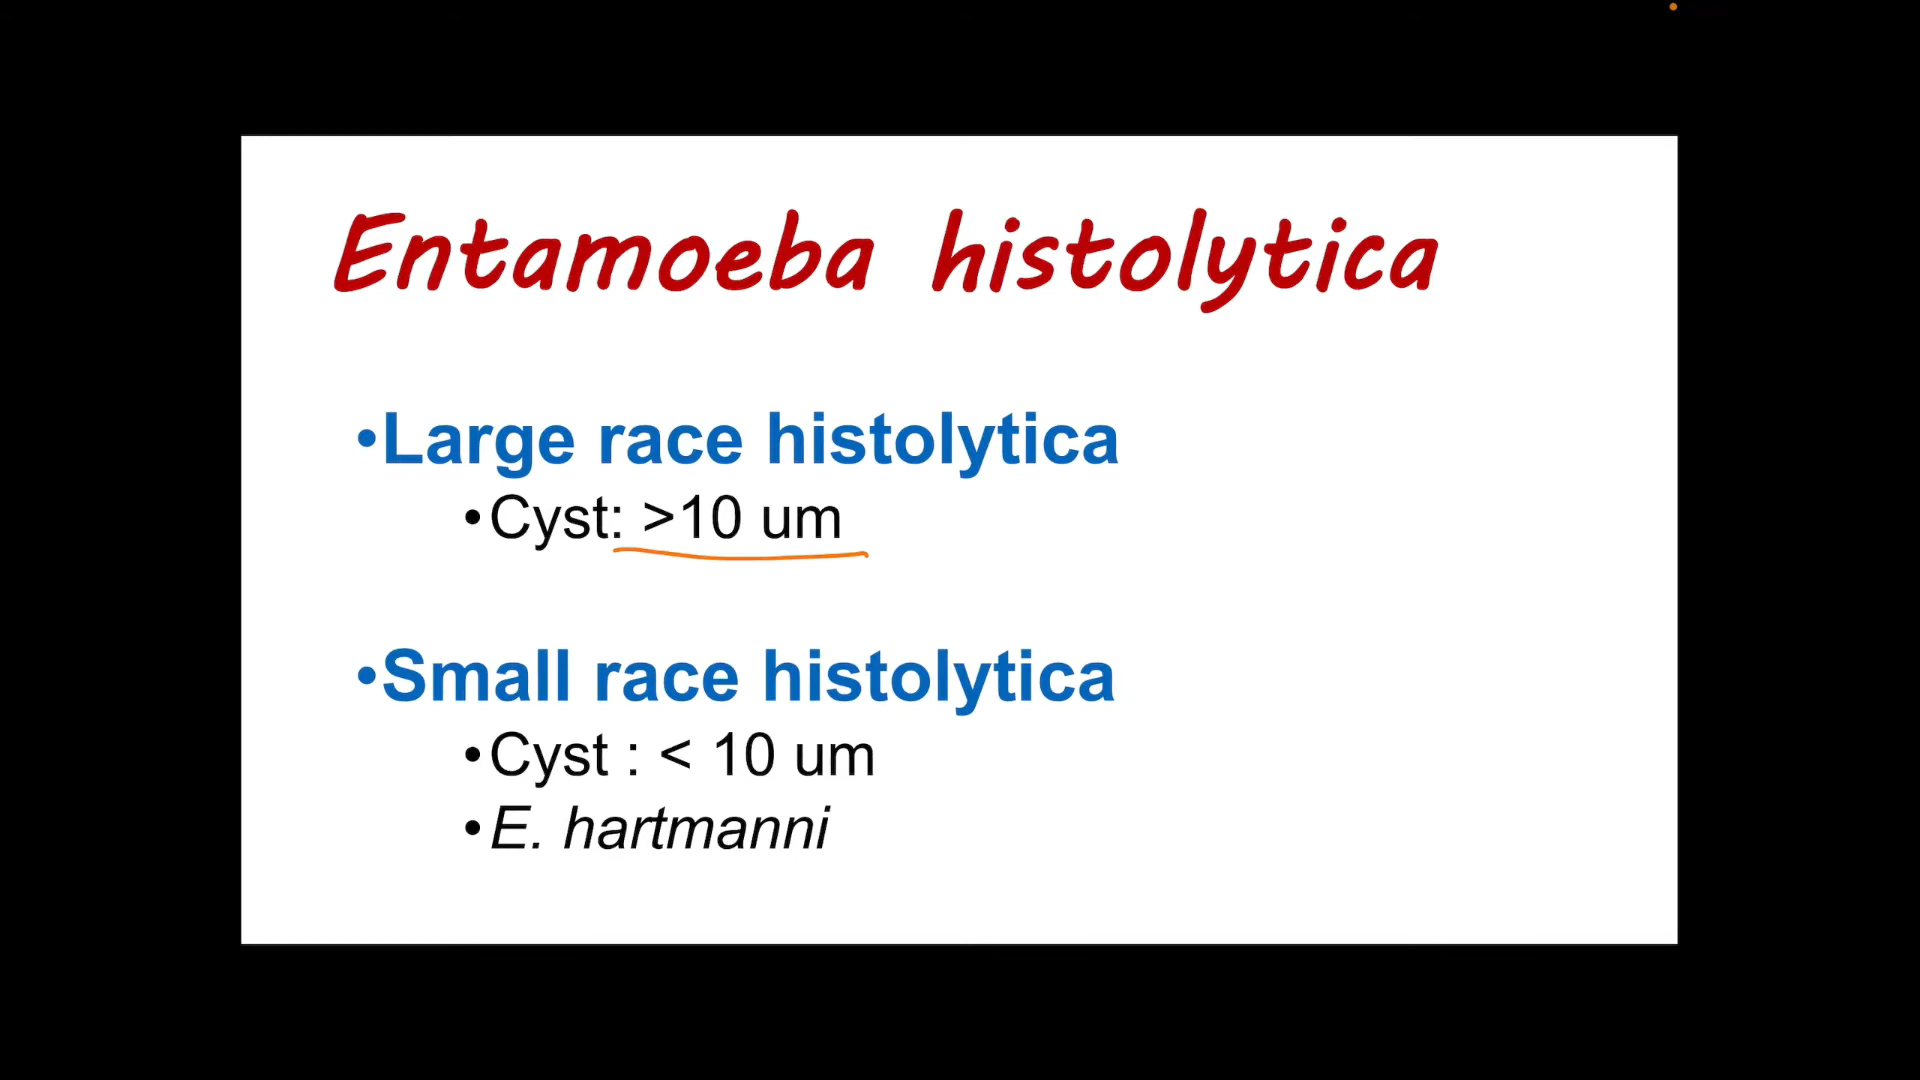 Entamoeba histolytica
•Large race histolytica
•Cyst: >10 um
•Small race histolytica
•Cyst : < 10 um
•E. hartmanni